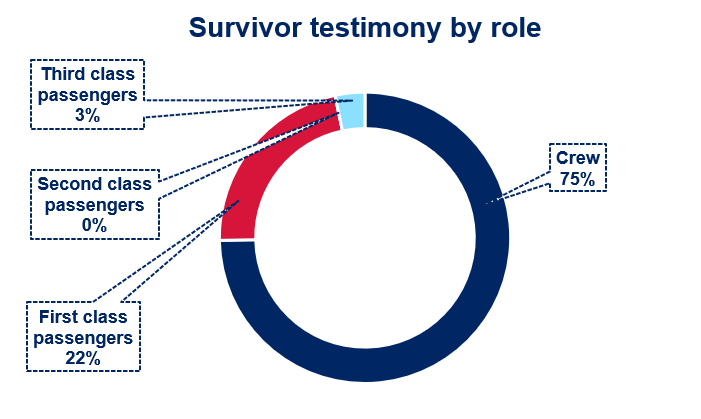 Survivor testimony by role
Third class
passengers
3%
Crew
75%
Second class
passengers
0%
First class
passengers
22%